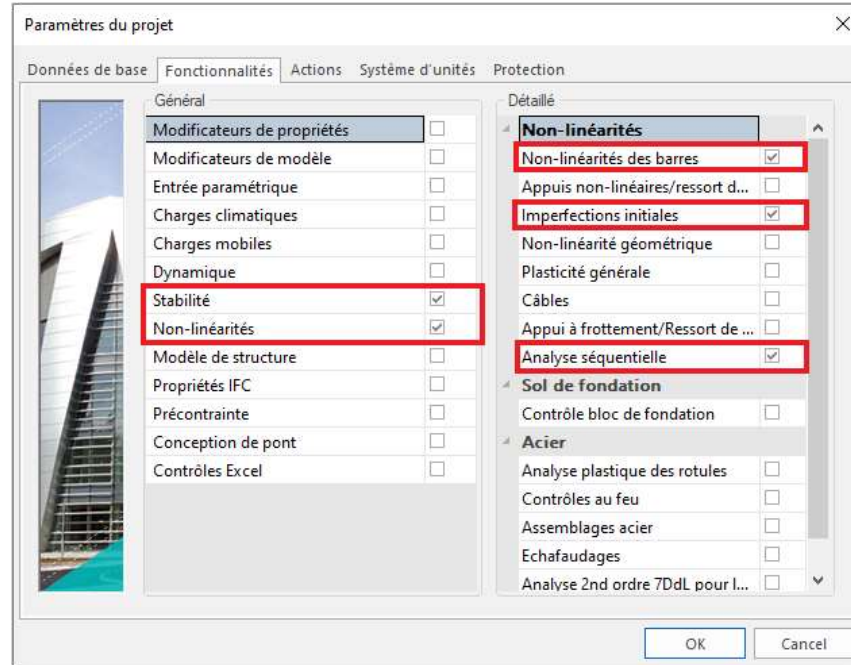 Paramètres du projet
Données de base Fonctionnalités Actions Système d'unités Protection
Général
Modificateurs de propriétés
Modificateurs de modèle
Entrée paramétrique
Charges climatiques
Charges mobiles
Dynamique
Stabilité
Non-linéarités
Modèle de structure
Propriétés IFC
Précontrainte
Conception de pont
Contrôles Excel
Détaillé
Non-linéarités
Non-linéarités des barres
Appuis non-linéaires/ressort d...
Imperfections initiales
Non-linéarité géométrique
Plasticité générale
Câbles
Appui à frottement/Ressort de ...
Analyse séquentielle
Sol de fondation
Contrôle bloc de fondation
Acier
Analyse plastique des rotules
Contrôles au feu
Assemblages acier
Echafaudages
Analyse 2nd ordre 7DdL pour l...
OK Cancel